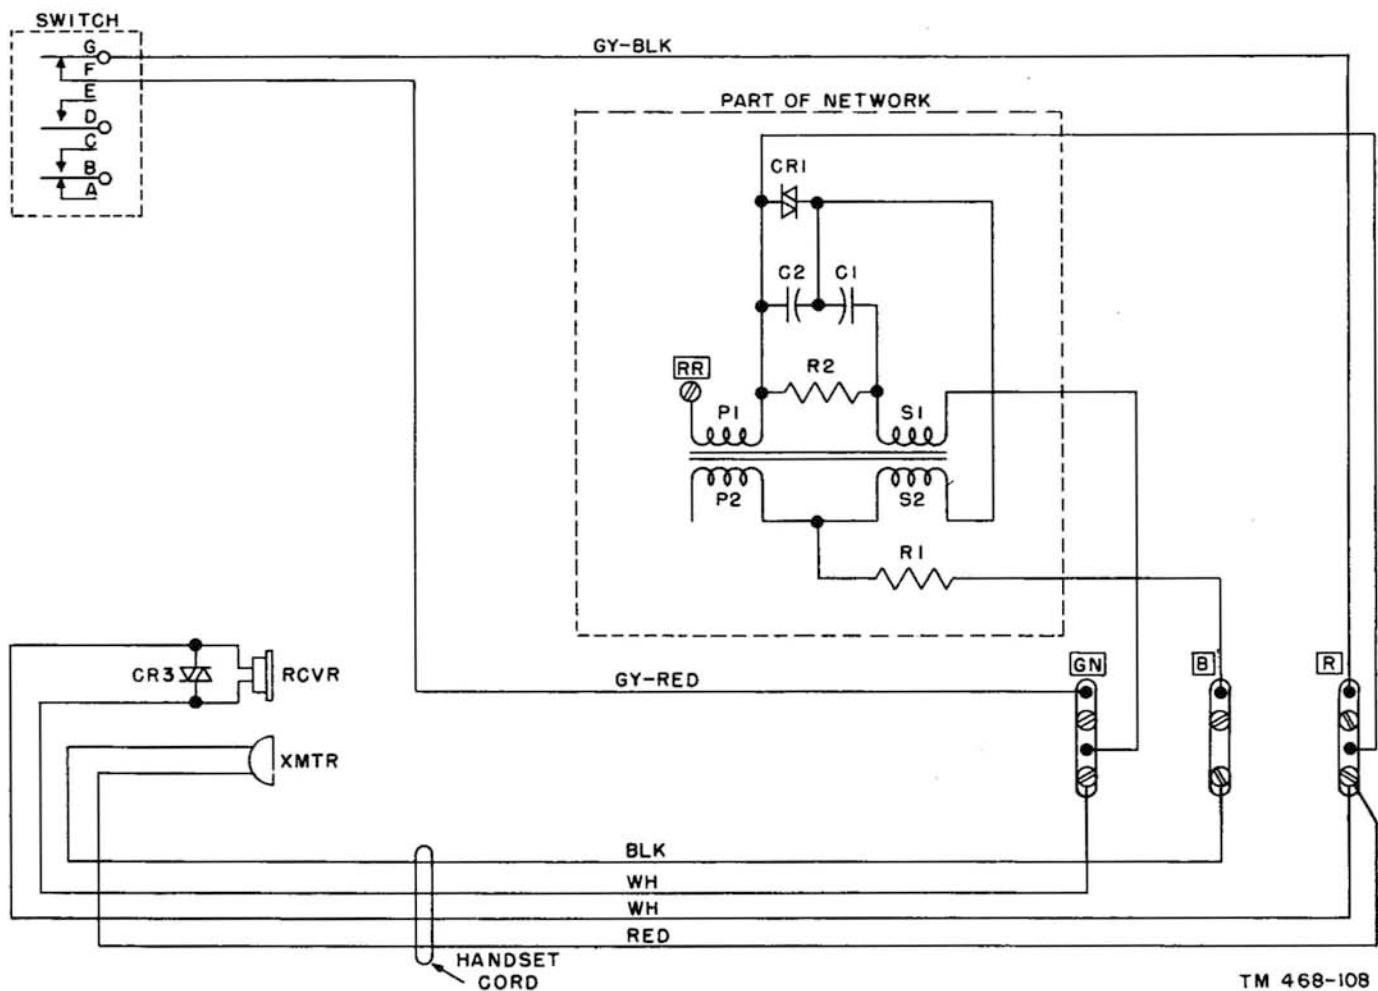 SWITCH
G
F
E
D
C
B
A
GY-BLK
PART OF NETWORK
CR1
C2 C1
RR
R2
P1
S1
P2
S2
R1
CR3
RCVR
GY-RED
GN
B
R
XMTR
BLK
WH
WH
RED
HANDSET
CORD
TM 468-108